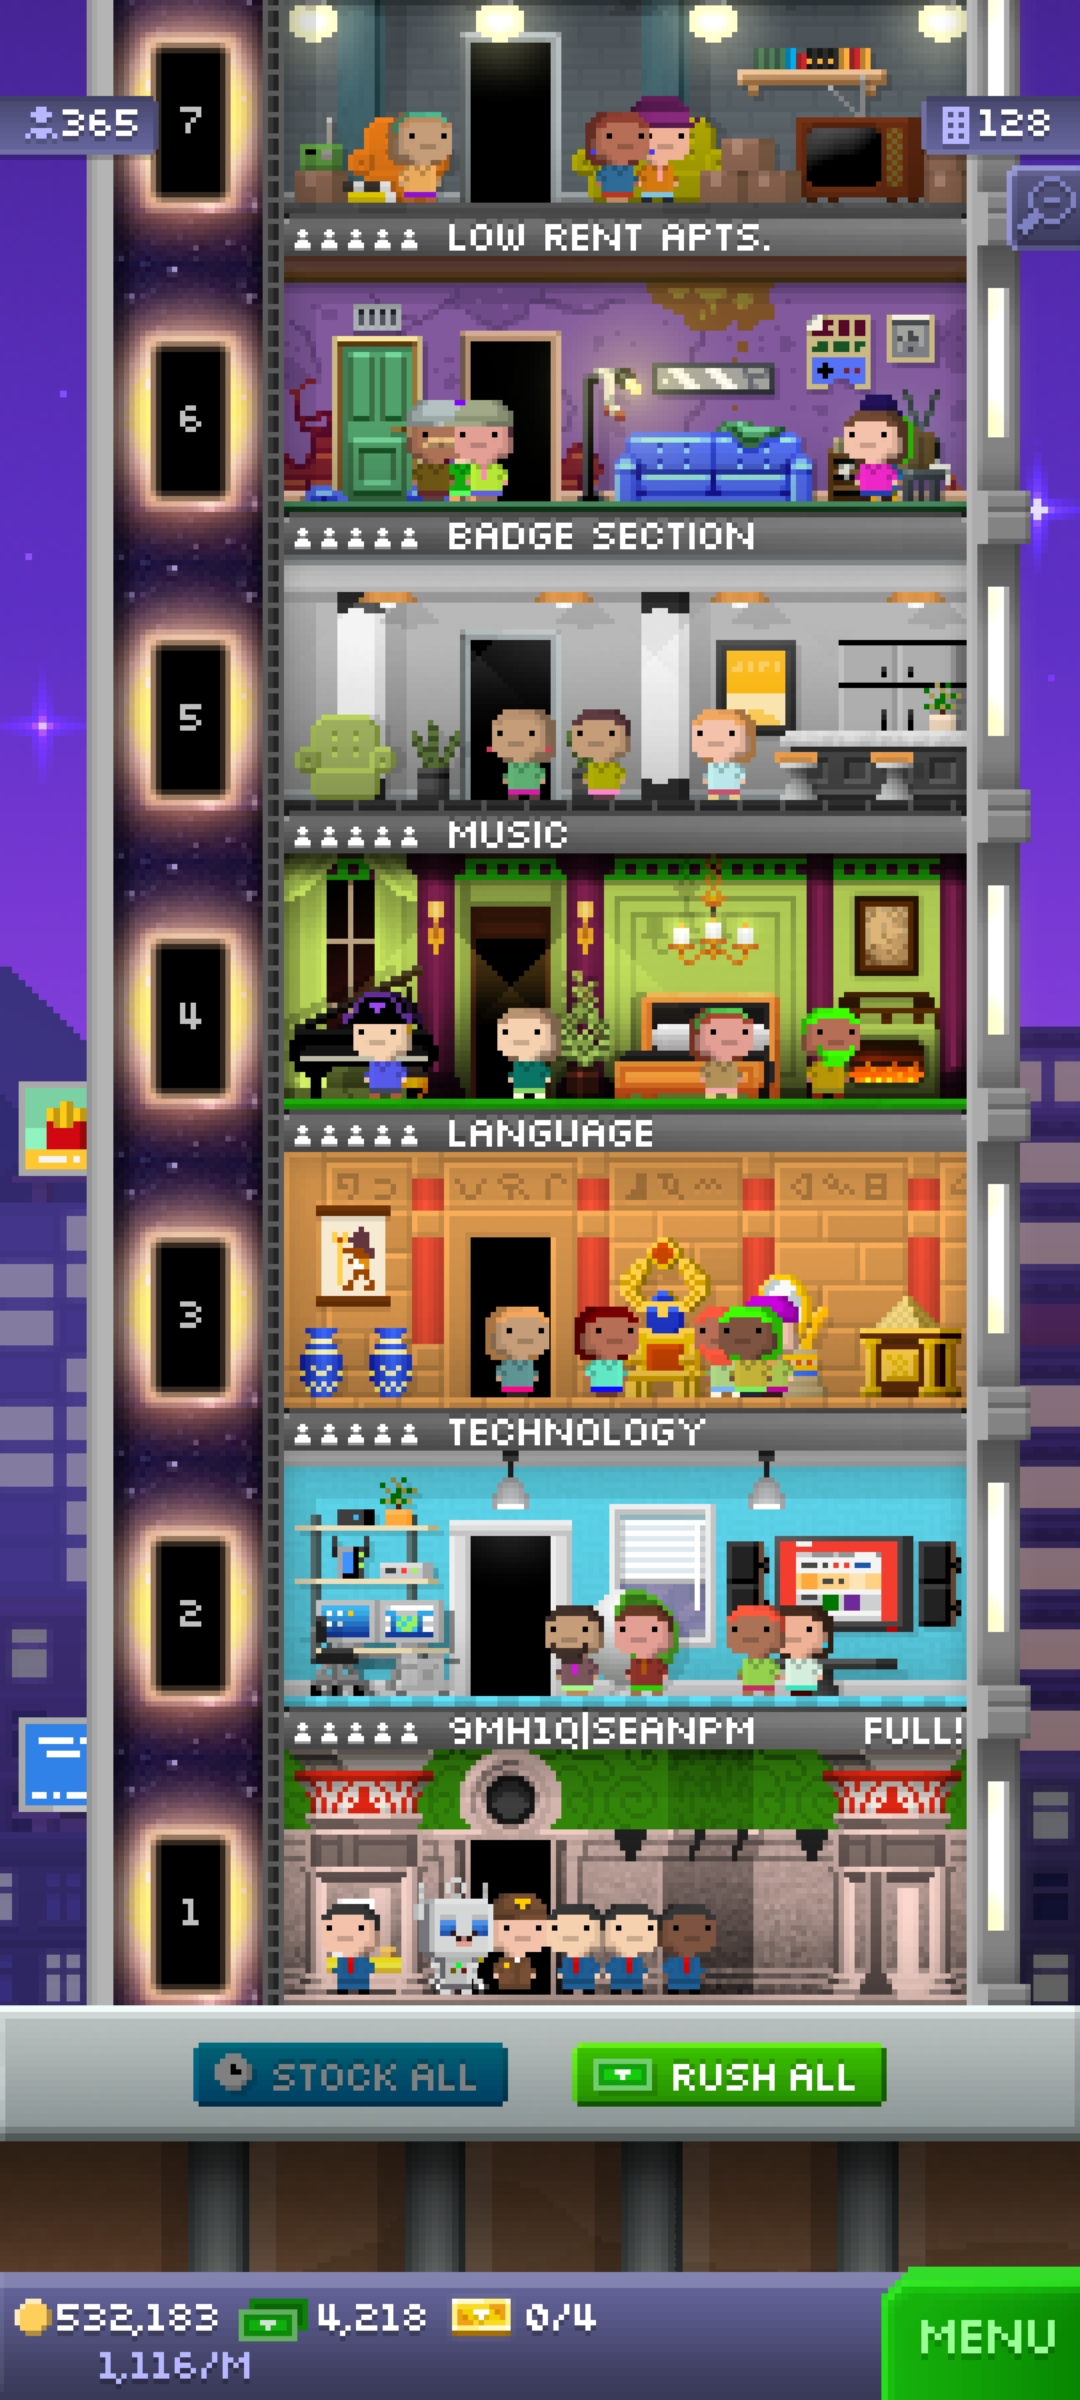 7
365
128
LOW RENT APTS.
6
BADGE SECTION
5
MUSIC
4
LANGUAGE
3
TECHNOLOGY
2
9MH1Q|SEANPM FULL!
1
STOCK ALL
RUSH ALL
532,183 4,218 0/4
1,116/M
MENU